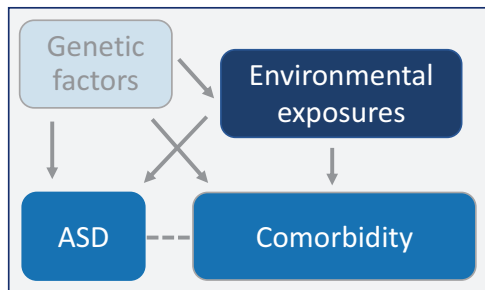 Genetic
factors
Environmental
exposures
ASD
Comorbidity